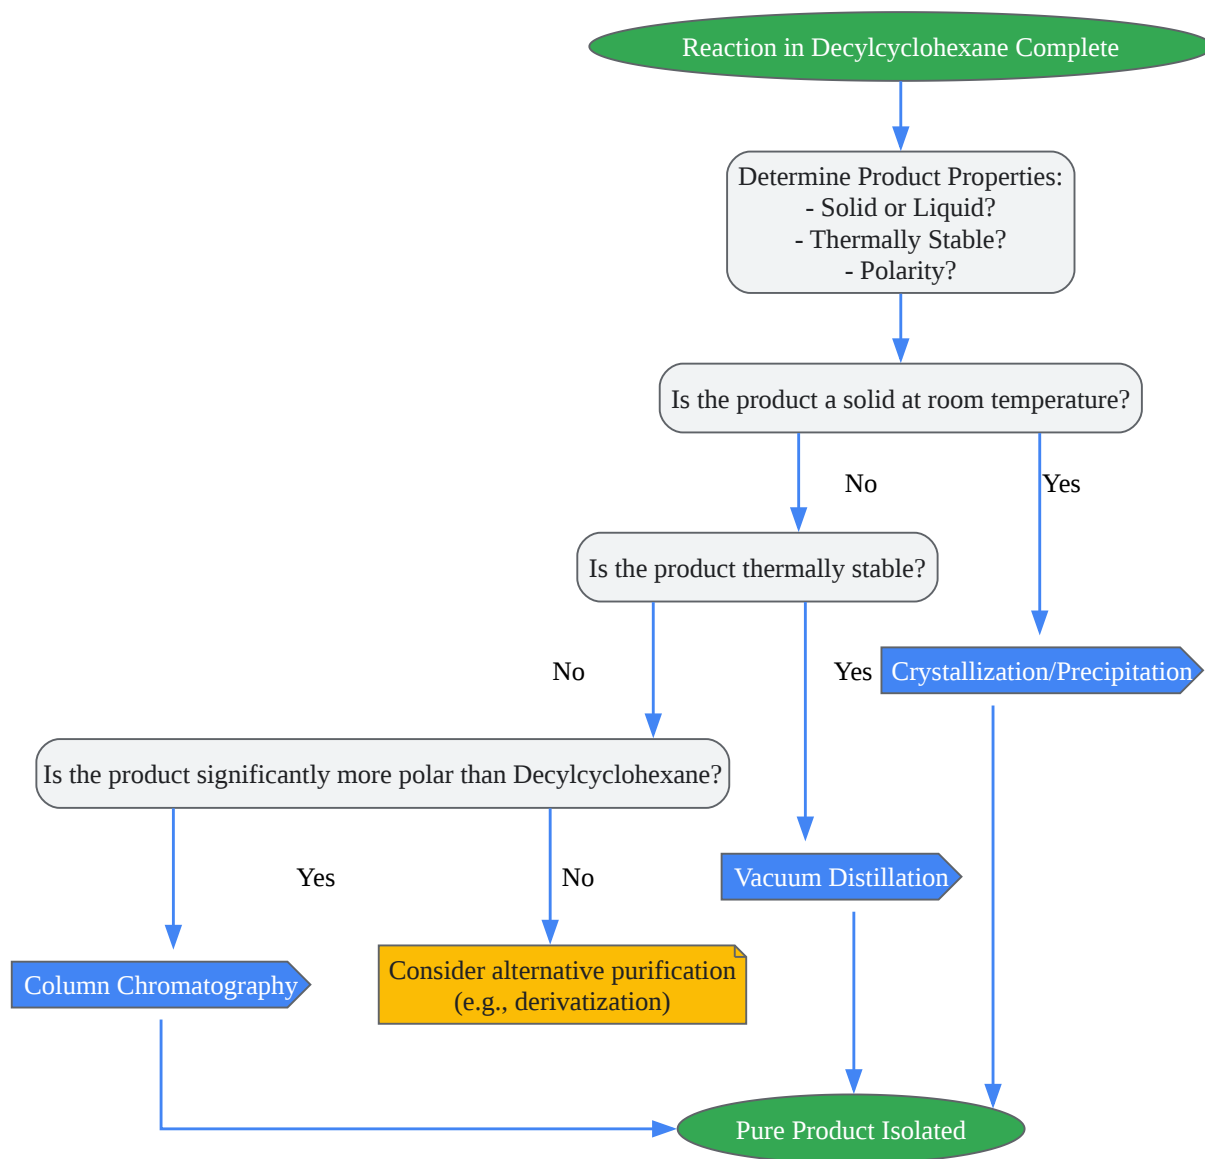 Reaction in Decylcyclohexane Complete
Determine Product Properties:
- Solid or Liquid?
- Thermally Stable?
- Polarity?
Is the product a solid at room temperature?
No
Yes
Is the product thermally stable?
No
Yes
Crystallization/Precipitation
Is the product significantly more polar than Decylcyclohexane?
Yes
No
Vacuum Distillation
Column Chromatography
Consider alternative purification
(e.g., derivatization)
Pure Product Isolated